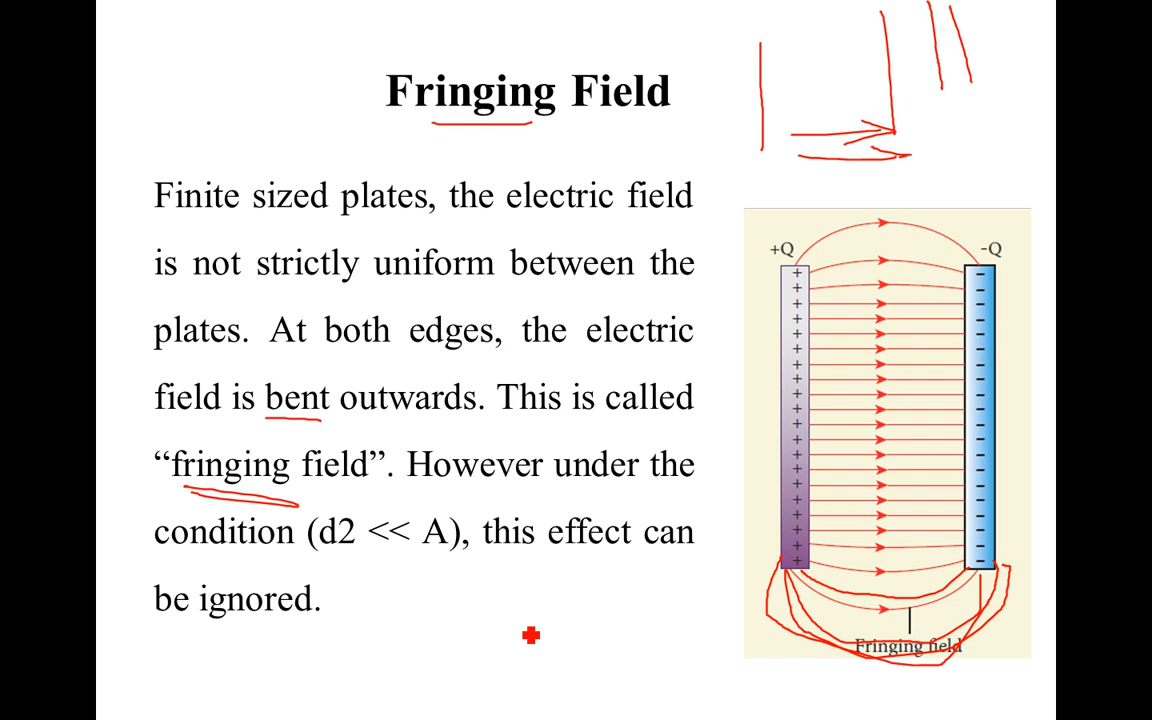 Fringing Field
Finite sized plates, the electric field
is not strictly uniform between the
plates. At both edges, the electric
field is bent outwards. This is called
“fringing field”. However under the
condition (d2 << A), this effect can
be ignored.
+Q
-Q
Fringing field